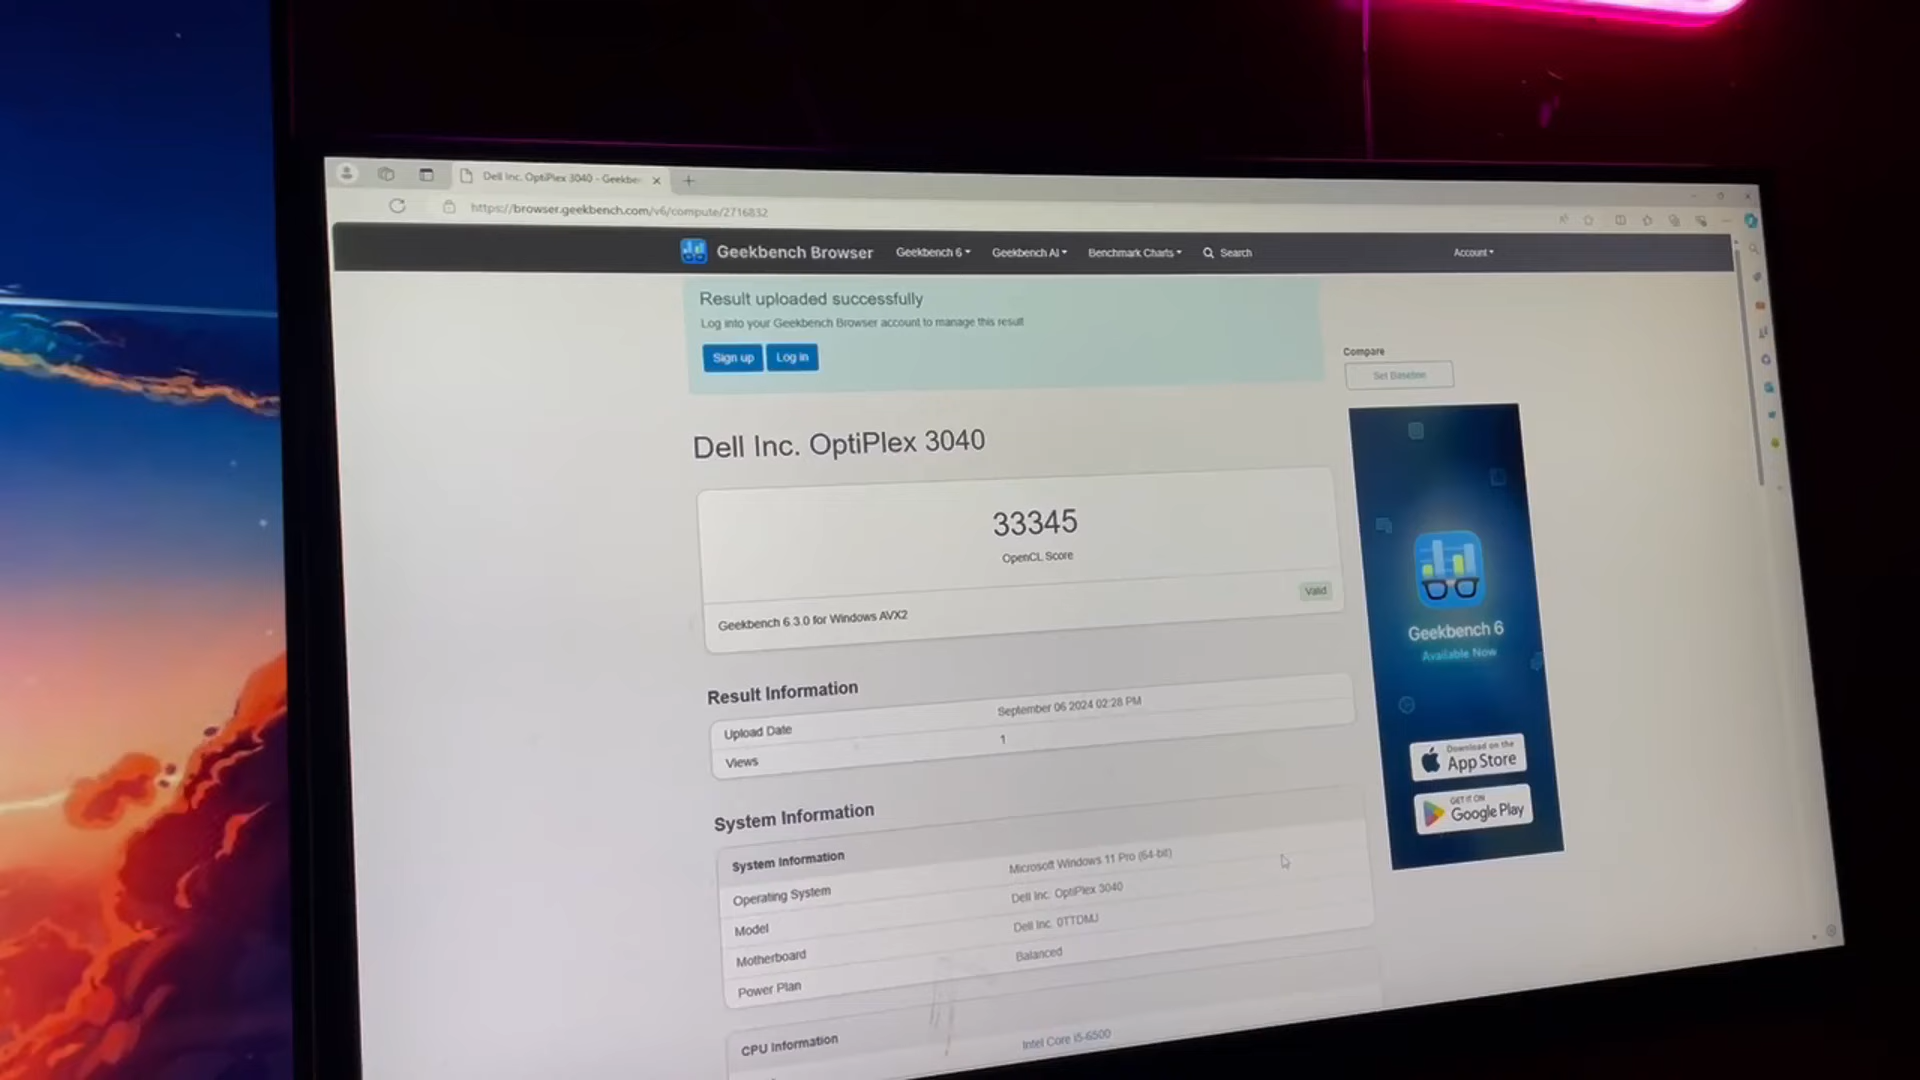 Dell Inc. OptiPlex 3040 - Geekbe
https://browser.geekbench.com/v6/compute/2716832
Geekbench Browser
Geekbench 6
Geekbench AI
Benchmark Charts
Search
Account
Result uploaded successfully
Log into your Geekbench Browser account to manage this result
Sign up
Log in
Compare
Set Baseline
Dell Inc. OptiPlex 3040
33345
OpenCL Score
Valid
Geekbench 6.3.0 for Windows AVX2
Geekbench 6
Available Now
Result Information
Upload Date September 06 2024 02:28 PM
Views 1
Download on the
App Store
GET IT ON
Google Play
System Information
System Information
Operating System Microsoft Windows 11 Pro (64-bit)
Model Dell Inc. OptiPlex 3040
Motherboard Dell Inc. 0TTDMJ
Power Plan Balanced
CPU Information
Intel Core i5-6500